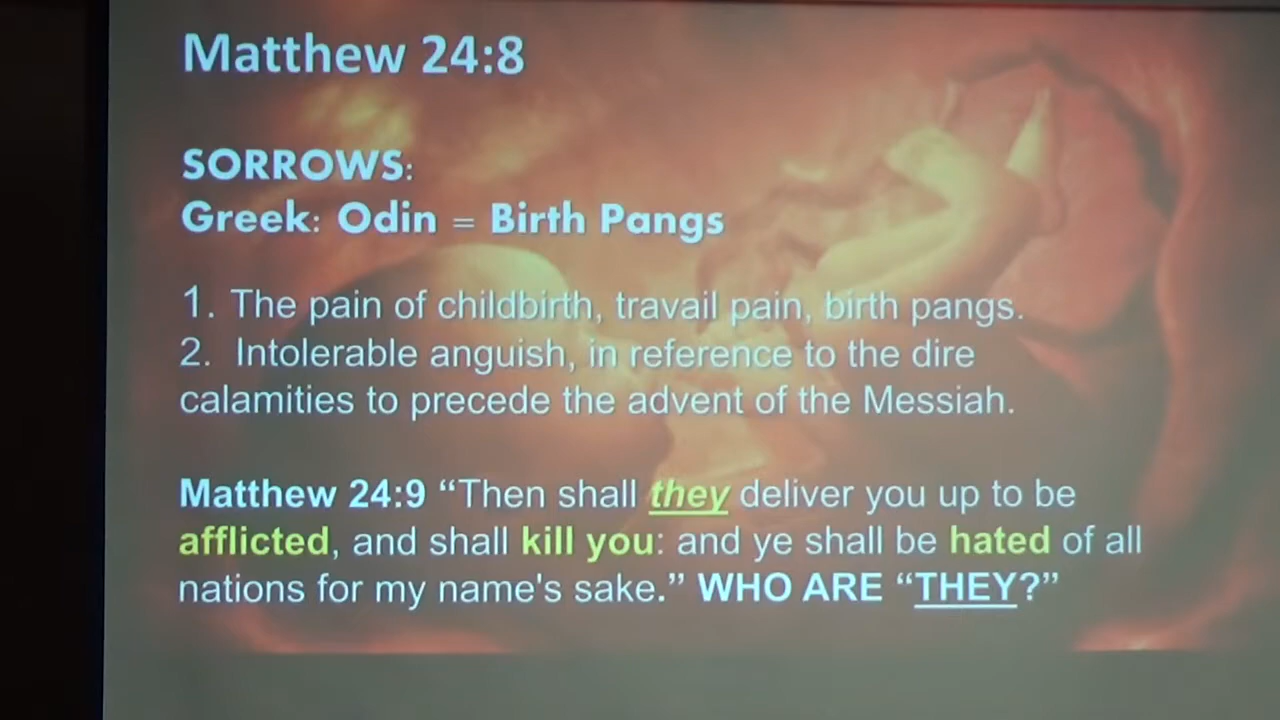 Matthew 24:8
SORROWS:
Greek: Odin = Birth Pangs
1. The pain of childbirth, travail pain, birth pangs.
2. Intolerable anguish, in reference to the dire
calamities to precede the advent of the Messiah.
Matthew 24:9 “Then shall they deliver you up to be
afflicted, and shall kill you: and ye shall be hated of all
nations for my name's sake.” WHO ARE “THEY?”